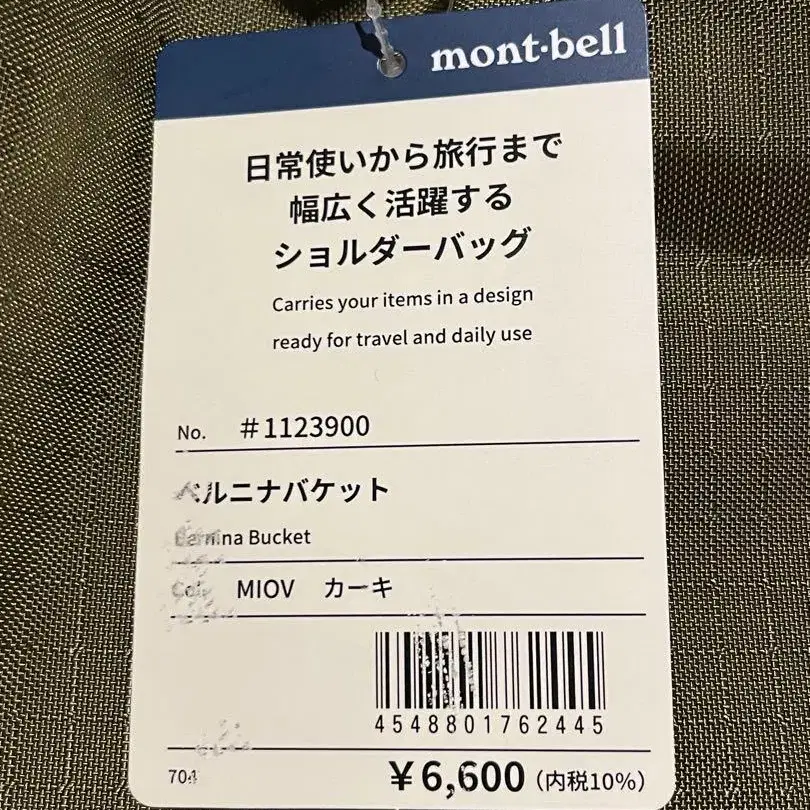 mont·bell
日常使いから旅行まで
幅広く活躍する
ショルダーバッグ
Carries your items in a design
ready for travel and daily use
No. #1123900
ベルニナバケット
Bernina Bucket
Col. MIOV カーキ
4548801762445
704
¥6,600(内税10%)